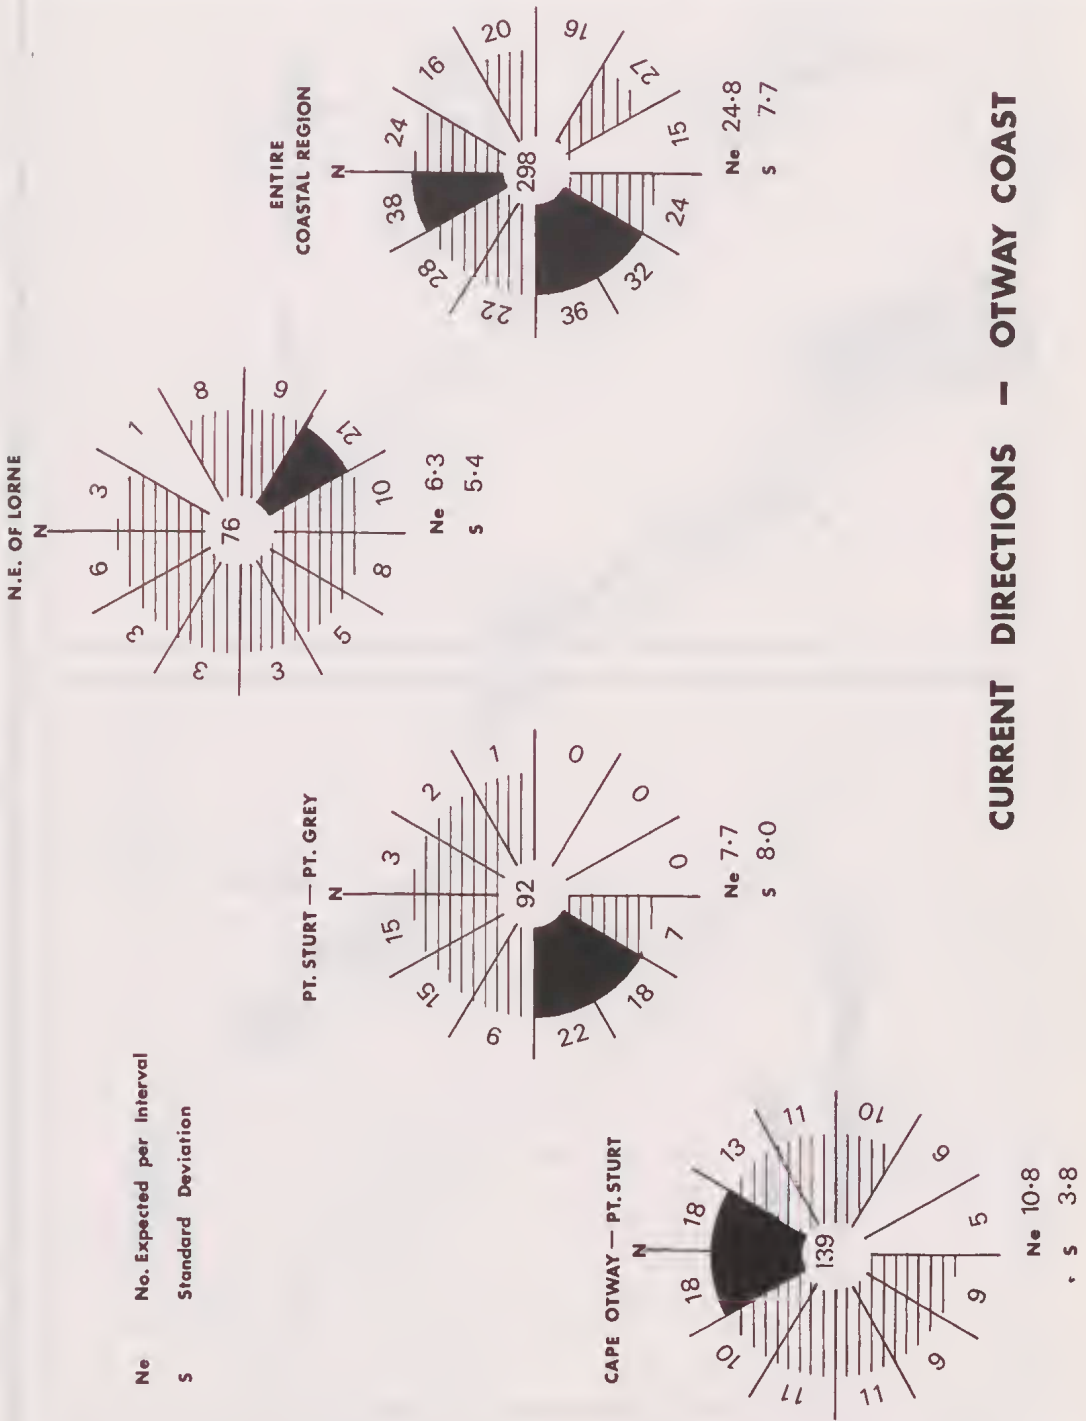 N.E. OF LORNE
N
3
1
8
6
21
10
8
5
3
3
3
6
76
Ne 6·3
S 5·4
ENTIRE
COASTAL REGION
N
24
16
20
16
27
15
24
32
36
22
28
38
298
Ne 24·8
S 7·7
PT. STURT — PT. GREY
N
3
2
1
0
0
0
7
18
22
9
15
15
92
Ne 7·7
S 8·0
Ne No. Expected per Interval
S Standard Deviation
CAPE OTWAY — PT. STURT
N
18
13
11
10
6
5
9
9
11
11
10
18
139
Ne 10·8
S 3·8
CURRENT DIRECTIONS — OTWAY COAST